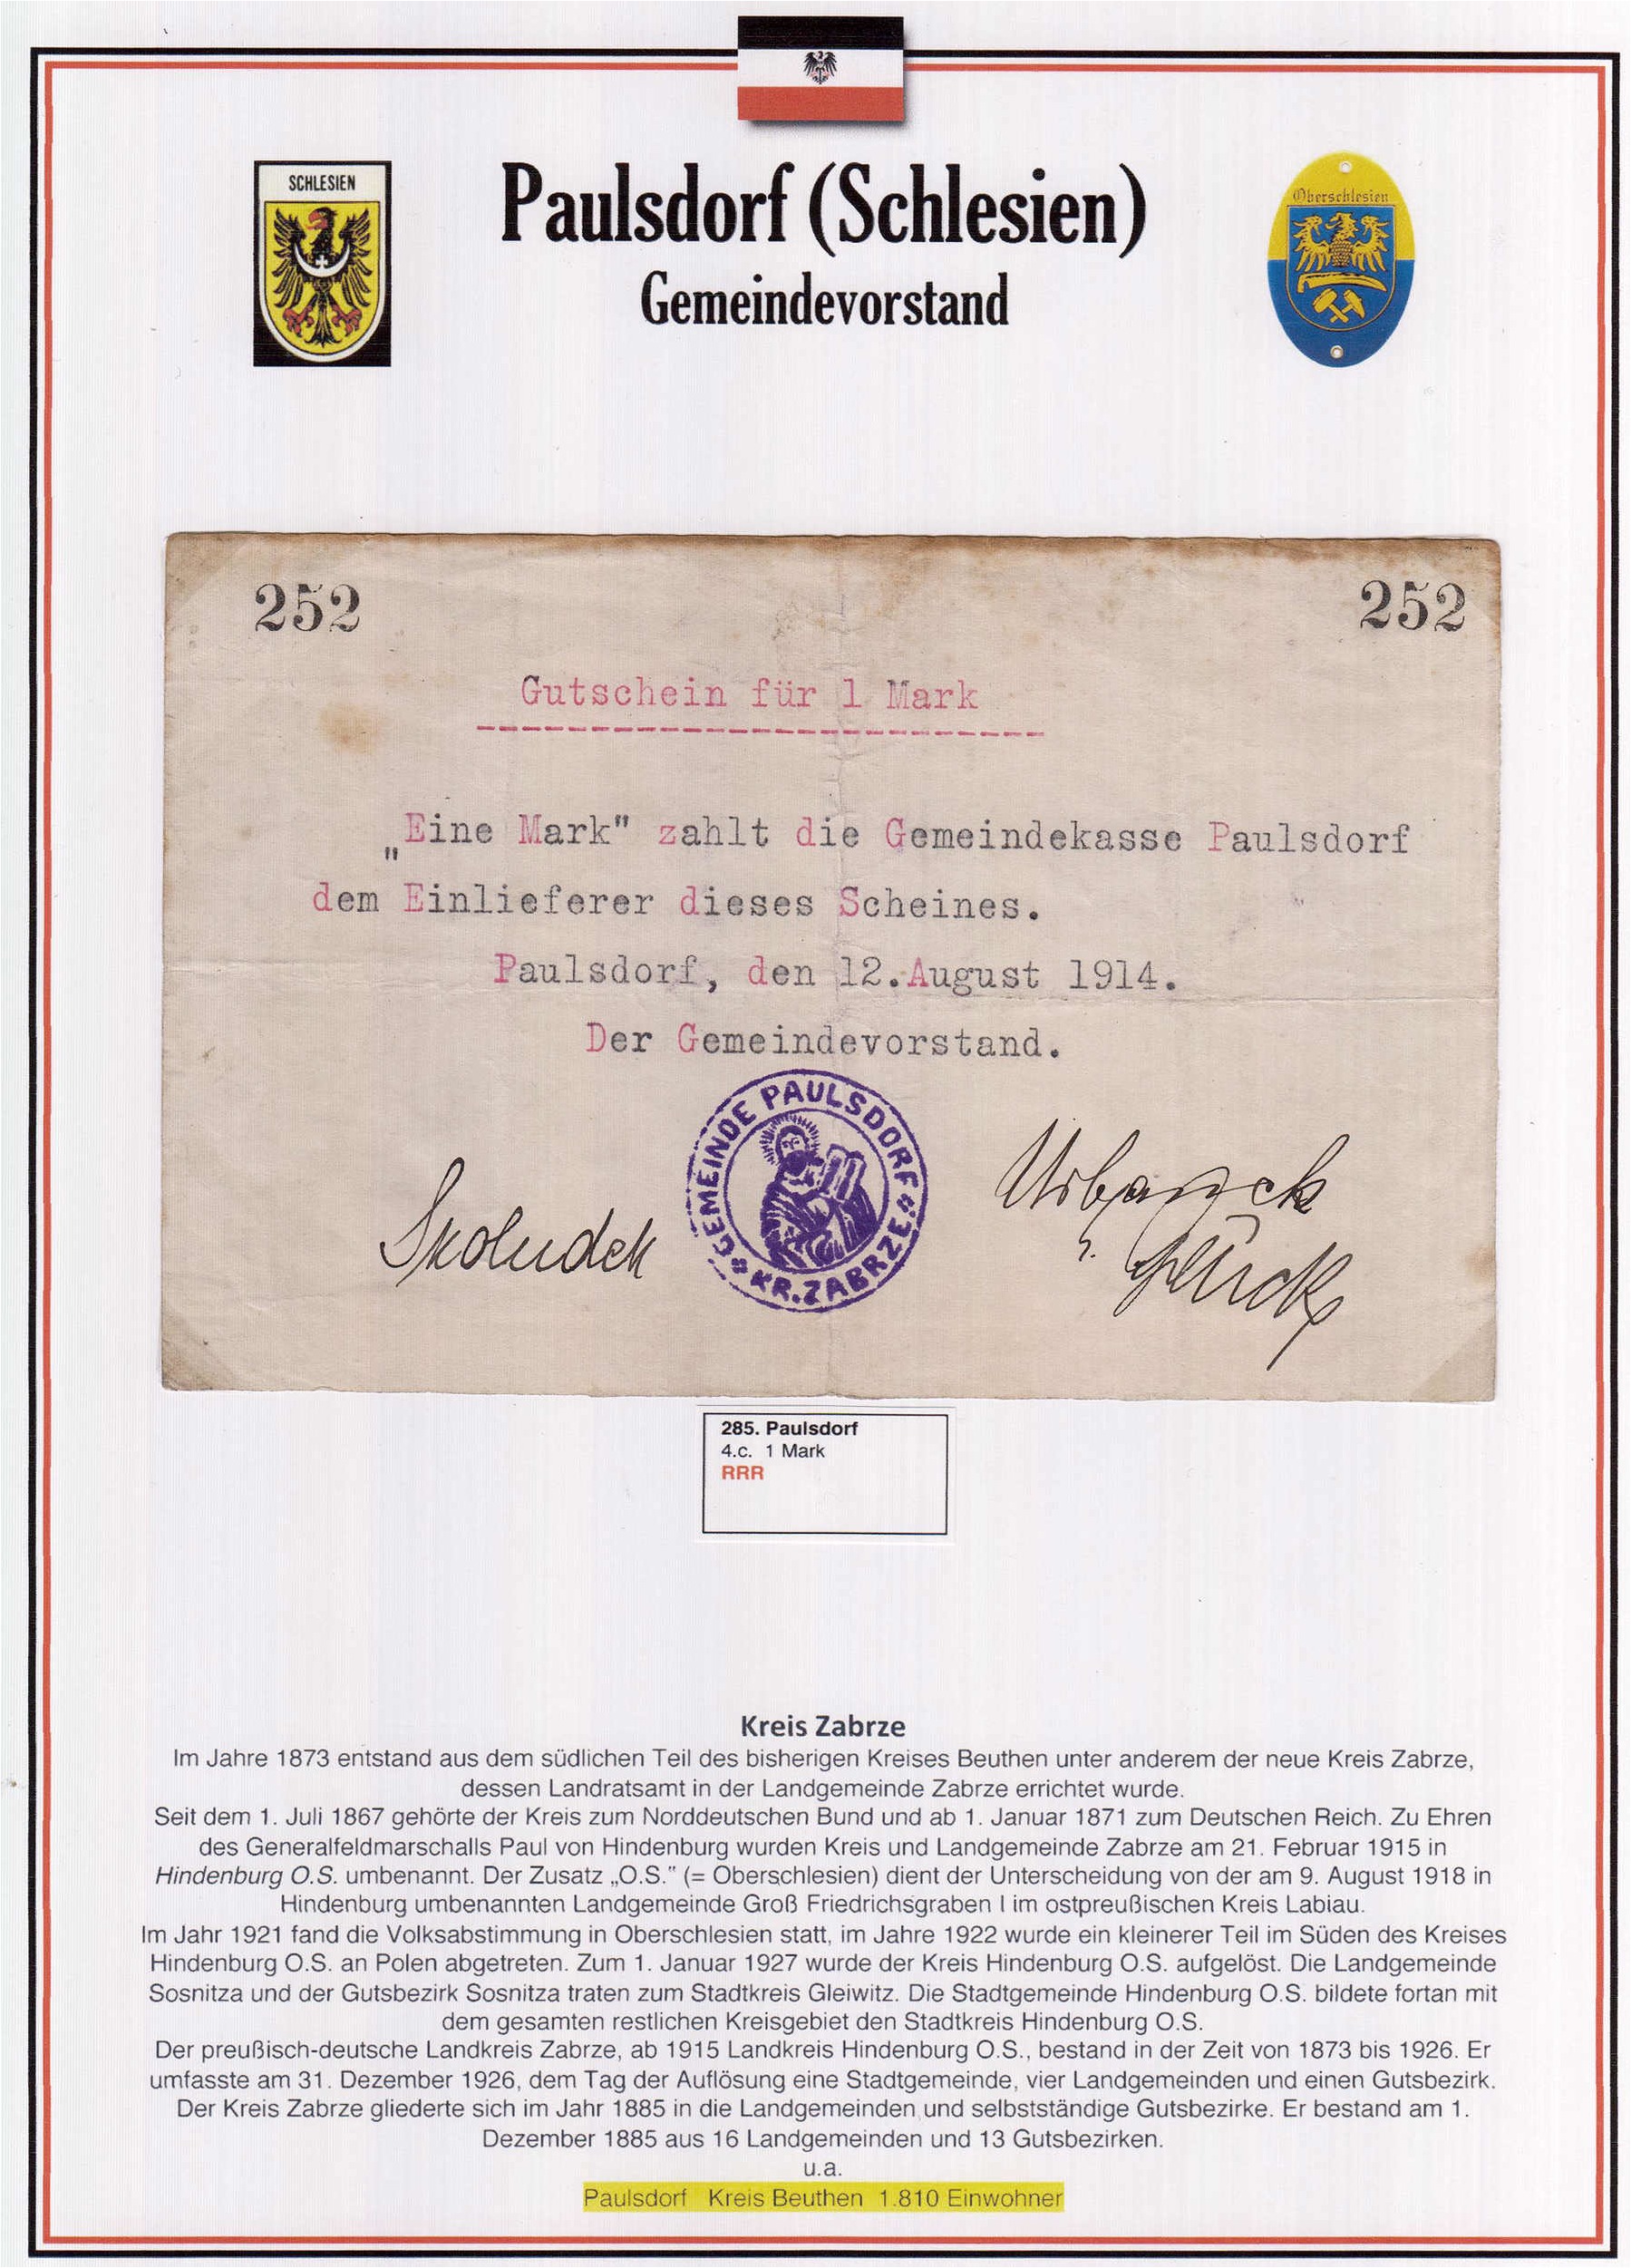 SCHLESIEN
Paulsdorf (Schlesien)
Gemeindevorstand
Oberschlesien
252
252
Gutschein für 1 Mark
„Eine Mark" zahlt die Gemeindekasse Paulsdorf
dem Einlieferer dieses Scheines.
Paulsdorf, den 12.August 1914.
Der Gemeindevorstand.
GEMEINDE PAULSDORF
KR. ZABRZE
Skoludek
Urbanek
Glück
285. Paulsdorf
4.c. 1 Mark
RRR
Kreis Zabrze
Im Jahre 1873 entstand aus dem südlichen Teil des bisherigen Kreises Beuthen unter anderem der neue Kreis Zabrze,
dessen Landratsamt in der Landgemeinde Zabrze errichtet wurde.
Seit dem 1. Juli 1867 gehörte der Kreis zum Norddeutschen Bund und ab 1. Januar 1871 zum Deutschen Reich. Zu Ehren
des Generalfeldmarschalls Paul von Hindenburg wurden Kreis und Landgemeinde Zabrze am 21. Februar 1915 in
Hindenburg O.S. umbenannt. Der Zusatz „O.S." (= Oberschlesien) dient der Unterscheidung von der am 9. August 1918 in
Hindenburg umbenannten Landgemeinde Groß Friedrichsgraben I im ostpreußischen Kreis Labiau.
Im Jahr 1921 fand die Volksabstimmung in Oberschlesien statt, im Jahre 1922 wurde ein kleinerer Teil im Süden des Kreises
Hindenburg O.S. an Polen abgetreten. Zum 1. Januar 1927 wurde der Kreis Hindenburg O.S. aufgelöst. Die Landgemeinde
Sosnitza und der Gutsbezirk Sosnitza traten zum Stadtkreis Gleiwitz. Die Stadtgemeinde Hindenburg O.S. bildete fortan mit
dem gesamten restlichen Kreisgebiet den Stadtkreis Hindenburg O.S.
Der preußisch-deutsche Landkreis Zabrze, ab 1915 Landkreis Hindenburg O.S., bestand in der Zeit von 1873 bis 1926. Er
umfasste am 31. Dezember 1926, dem Tag der Auflösung eine Stadtgemeinde, vier Landgemeinden und einen Gutsbezirk.
Der Kreis Zabrze gliederte sich im Jahr 1885 in die Landgemeinden und selbstständige Gutsbezirke. Er bestand am 1.
Dezember 1885 aus 16 Landgemeinden und 13 Gutsbezirken.
u.a.
Paulsdorf Kreis Beuthen 1.810 Einwohner